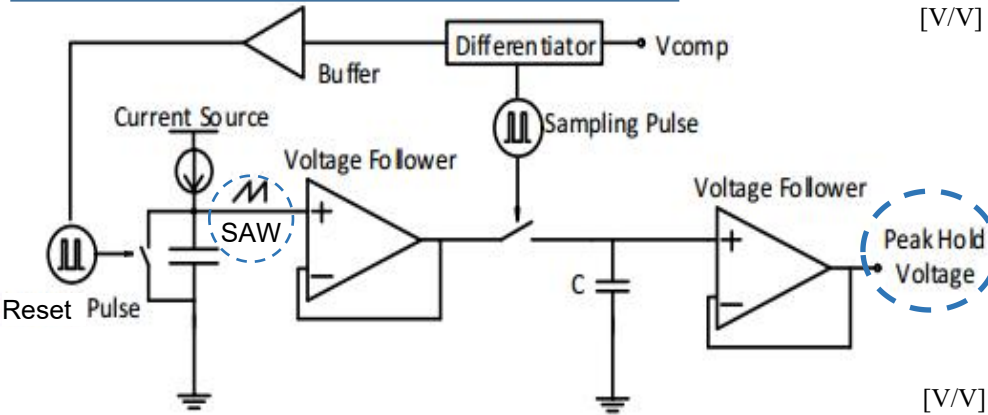 [V/V]
Differentiator
Vcomp
Buffer
Current Source
Sampling Pulse
Voltage Follower
Voltage Follower
+
SAW
+
Peak Hold
Voltage
−
C
−
Reset Pulse
[V/V]